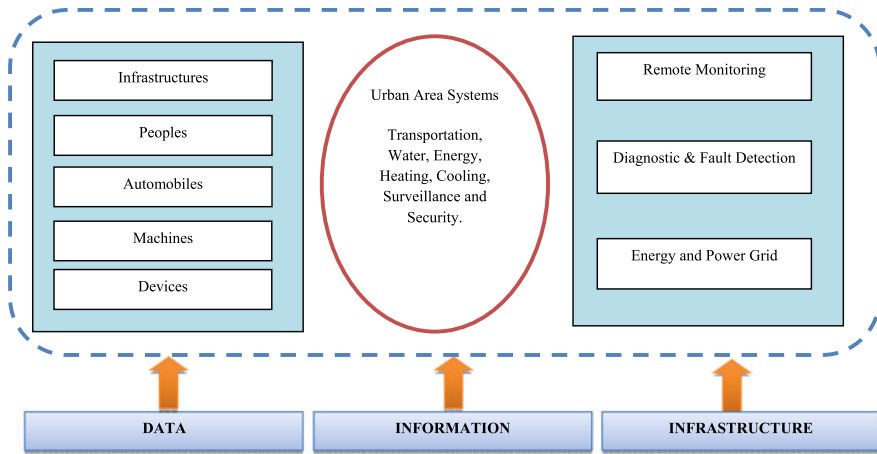 Infrastructures
Peoples
Automobiles
Machines
Devices
Urban Area Systems
Transportation,
Water, Energy,
Heating, Cooling,
Surveillance and
Security.
Remote Monitoring
Diagnostic & Fault Detection
Energy and Power Grid
DATA
INFORMATION
INFRASTRUCTURE